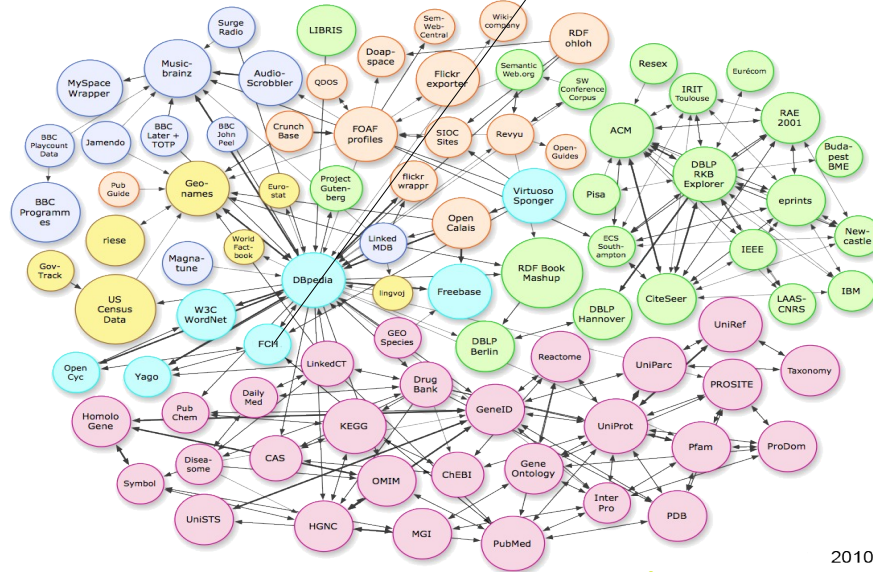 Surge
Radio
LIBRIS
Sem-
Web-
Central
Wiki-
company
RDF
ohloh
Music-
brainz
Doap-
space
MySpace
Wrapper
Audio-
Scrobbler
QDOS
Flickr
exporter
Semantic
Web.org
SW
Conference
Corpus
Resex
IRIT
Toulouse
Eurécom
BBC
Playcount
Data
Jamendo
BBC
Later +
TOTP
BBC
John
Peel
Crunch
Base
FOAF
profiles
SIOC
Sites
Revyu
Open-
Guides
ACM
RAE
2001
Buda-
pest
BME
DBLP
RKB
Explorer
BBC
Programm
es
Pub
Guide
Geo-
names
Euro-
stat
Project
Guten-
berg
flickr
wrappr
Virtuoso
Sponger
Pisa
eprints
riese
World
Fact-
book
Linked
MDB
Open
Calais
ECS
South-
ampton
IEEE
New-
castle
Gov-
Track
Magna-
tune
DBpedia
lingvoj
Freebase
RDF Book
Mashup
CiteSeer
LAAS-
CNRS
IBM
US
Census
Data
W3C
WordNet
DBLP
Hannover
FCH
GEO
Species
DBLP
Berlin
UniRef
Open
Cyc
Yago
LinkedCT
Reactome
UniParc
Taxonomy
Daily
Med
Drug
Bank
PROSITE
Homolo
Gene
Pub
Chem
KEGG
GeneID
UniProt
Pfam
ProDom
Disea-
some
CAS
ChEBI
Gene
Ontology
Symbol
OMIM
Inter
Pro
UniSTS
HGNC
MGI
PubMed
PDB
2010